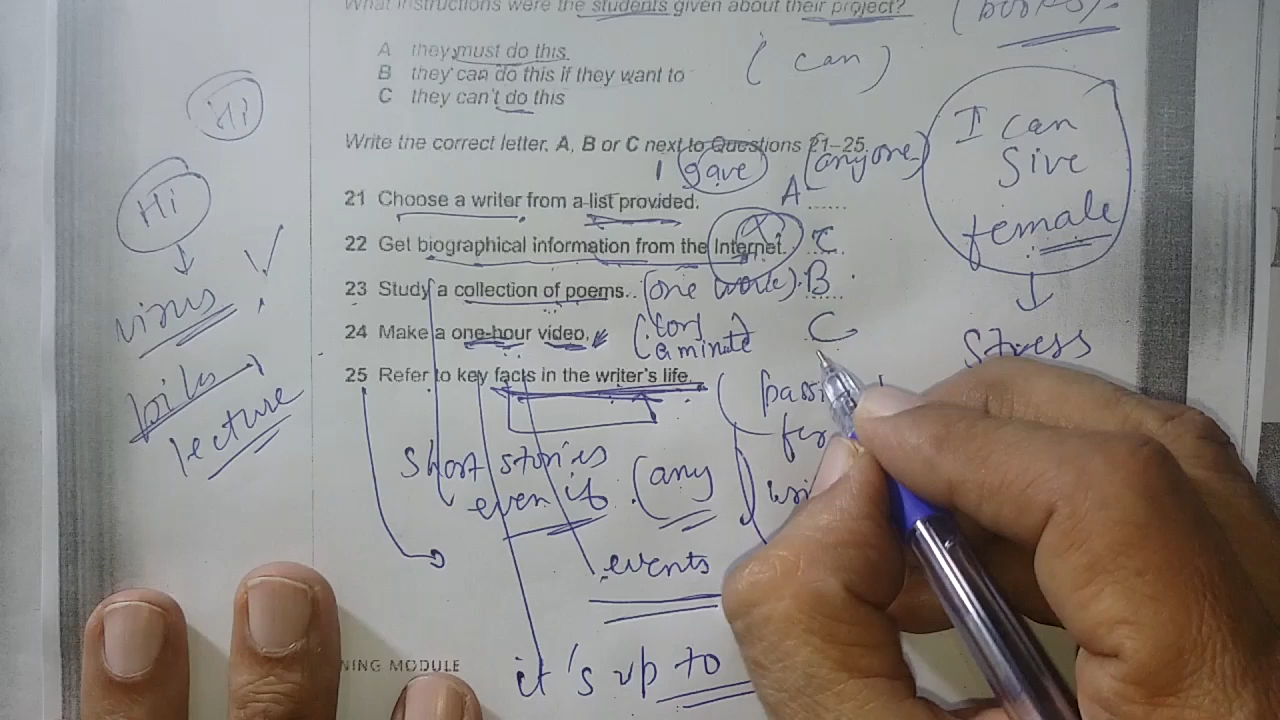 What instructions were the students given about their project?
(books).
A they must do this.
B they can do this if they want to
C they can't do this
(can)
Hi
Write the correct letter, A, B or C next to Questions 21–25.
I can
give
female
stress
I gave (anyone)
21 Choose a writer from a list provided. A
22 Get biographical information from the Internet. C
23 Study a collection of poems. (one work). B
24 Make a one-hour video. C
a minute
25 Refer to key facts in the writer's life.
Hi
virus
lecture
short stories
even if (any
events
it's up to
NING MODULE